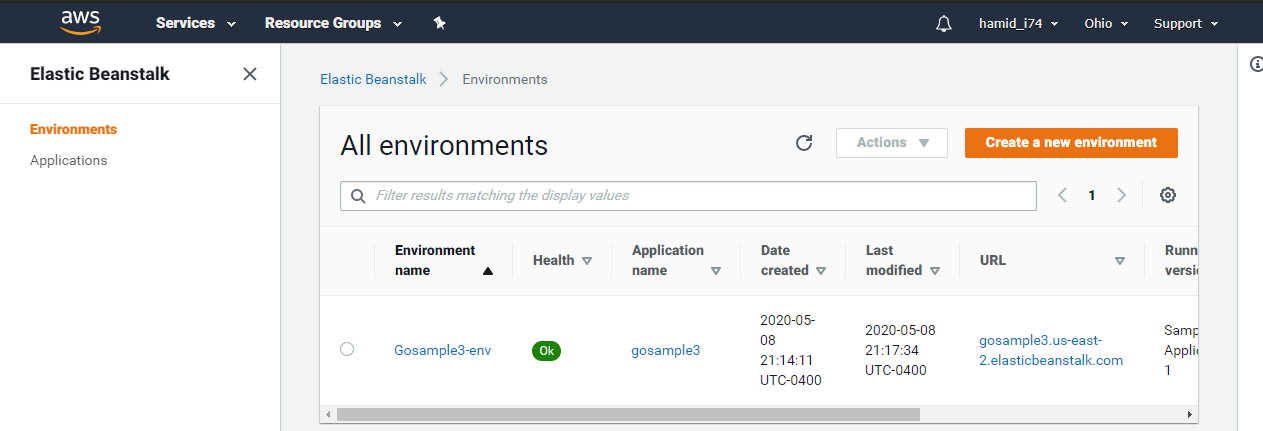 aws Services Resource Groups hamid_i74 Ohio Support
Elastic Beanstalk
Environments
Applications
Elastic Beanstalk Environments
All environments
Actions
Create a new environment
Filter results matching the display values
1
Environment name
Health
Application name
Date created
Last modified
URL
Runn
versi
Gosample3-env
Ok
gosample3
2020-05-
08
21:14:11
UTC-0400
2020-05-08
21:17:34
UTC-0400
gosample3.us-east-
2.elasticbeanstalk.com
Samp
Applic
1